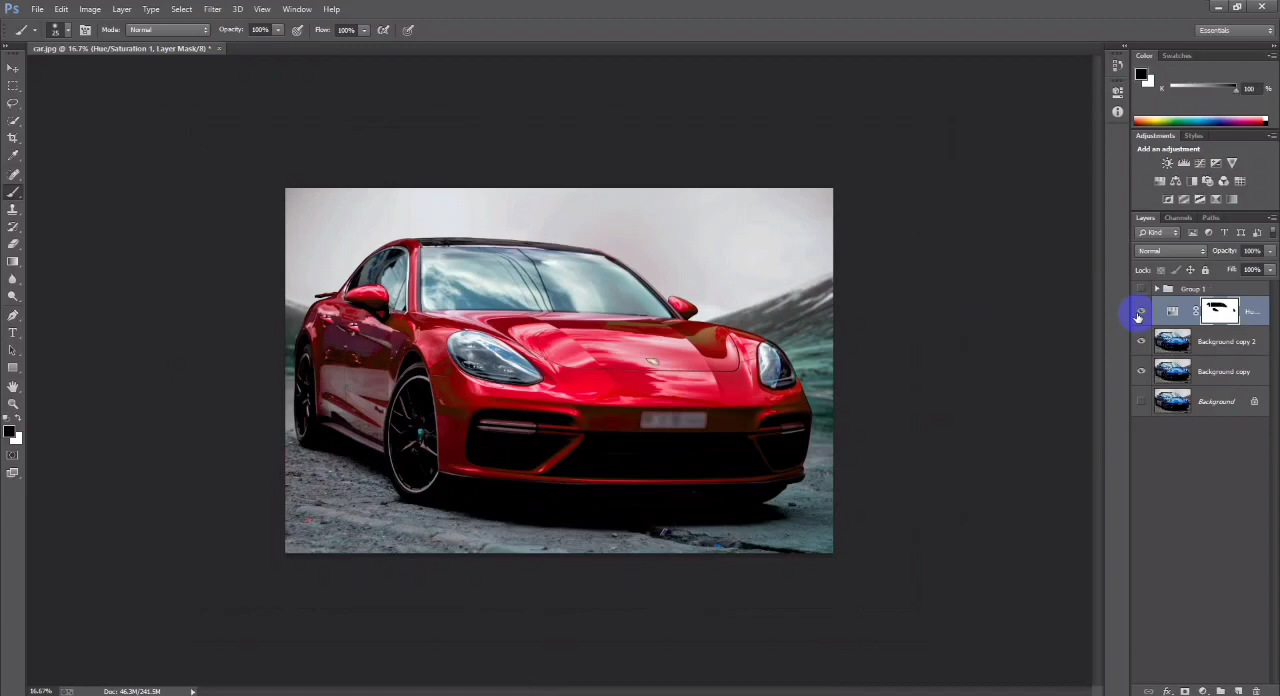 Ps File Edit Image Layer Type Select Filter 3D View Window Help
25 Mode: Normal Opacity: 100% Flow: 100% Essentials
car.jpg @ 16.7% (Hue/Saturation 1, Layer Mask/8) * ×
Color Swatches
K 100 %
Adjustments Styles
Add an adjustment
Layers Channels Paths
Kind
Normal Opacity: 100%
Lock: Fill: 100%
Group 1
Hu...
Background copy 2
Background copy
Background
16.67% Doc: 46.3M/241.5M